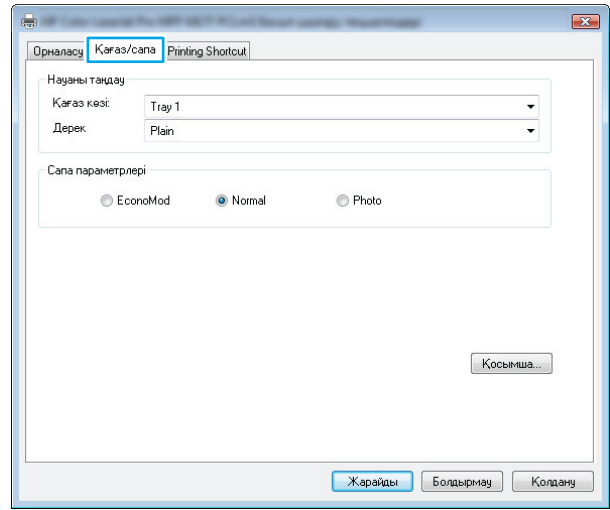 Орналасу Қағаз/сапа Printing Shortcut
Науаны таңдау
Қағаз көзі: Tray 1
Дерек Plain
Сапа параметрлері
EconoMod Normal Photo
Қосымша...
Жарайды Болдырмау Қолдану